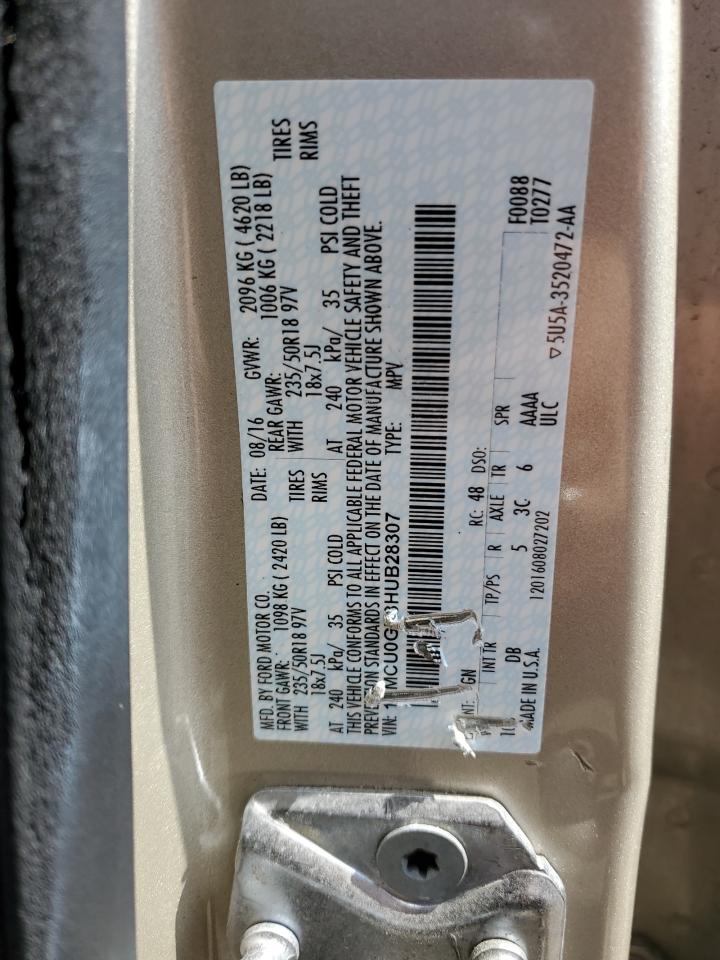 MFD. BY FORD MOTOR CO.
DATE: 08/16 GVWR: 2096 KG ( 4620 LB)
FRONT GAWR: 1098 KG ( 2420 LB) REAR GAWR: 1006 KG ( 2218 LB)
WITH 235/50R18 97V TIRES WITH 235/50R18 97V TIRES
18x7.5J RIMS 18x7.5J RIMS
AT 240 kPa/ 35 PSI COLD AT 240 kPa/ 35 PSI COLD
THIS VEHICLE CONFORMS TO ALL APPLICABLE FEDERAL MOTOR VEHICLE SAFETY AND THEFT
PREVENTION STANDARDS IN EFFECT ON THE DATE OF MANUFACTURE SHOWN ABOVE.
VIN: TYPE: MPV
HUB28307
GN RC: 48 DSO:
INT TR TP/PS R AXLE TR SPR F0088
DB 5 3C 6 AAAA T0277
1201608027202 ULC
MADE IN U.S.A. ▽5U5A-3520472-AA